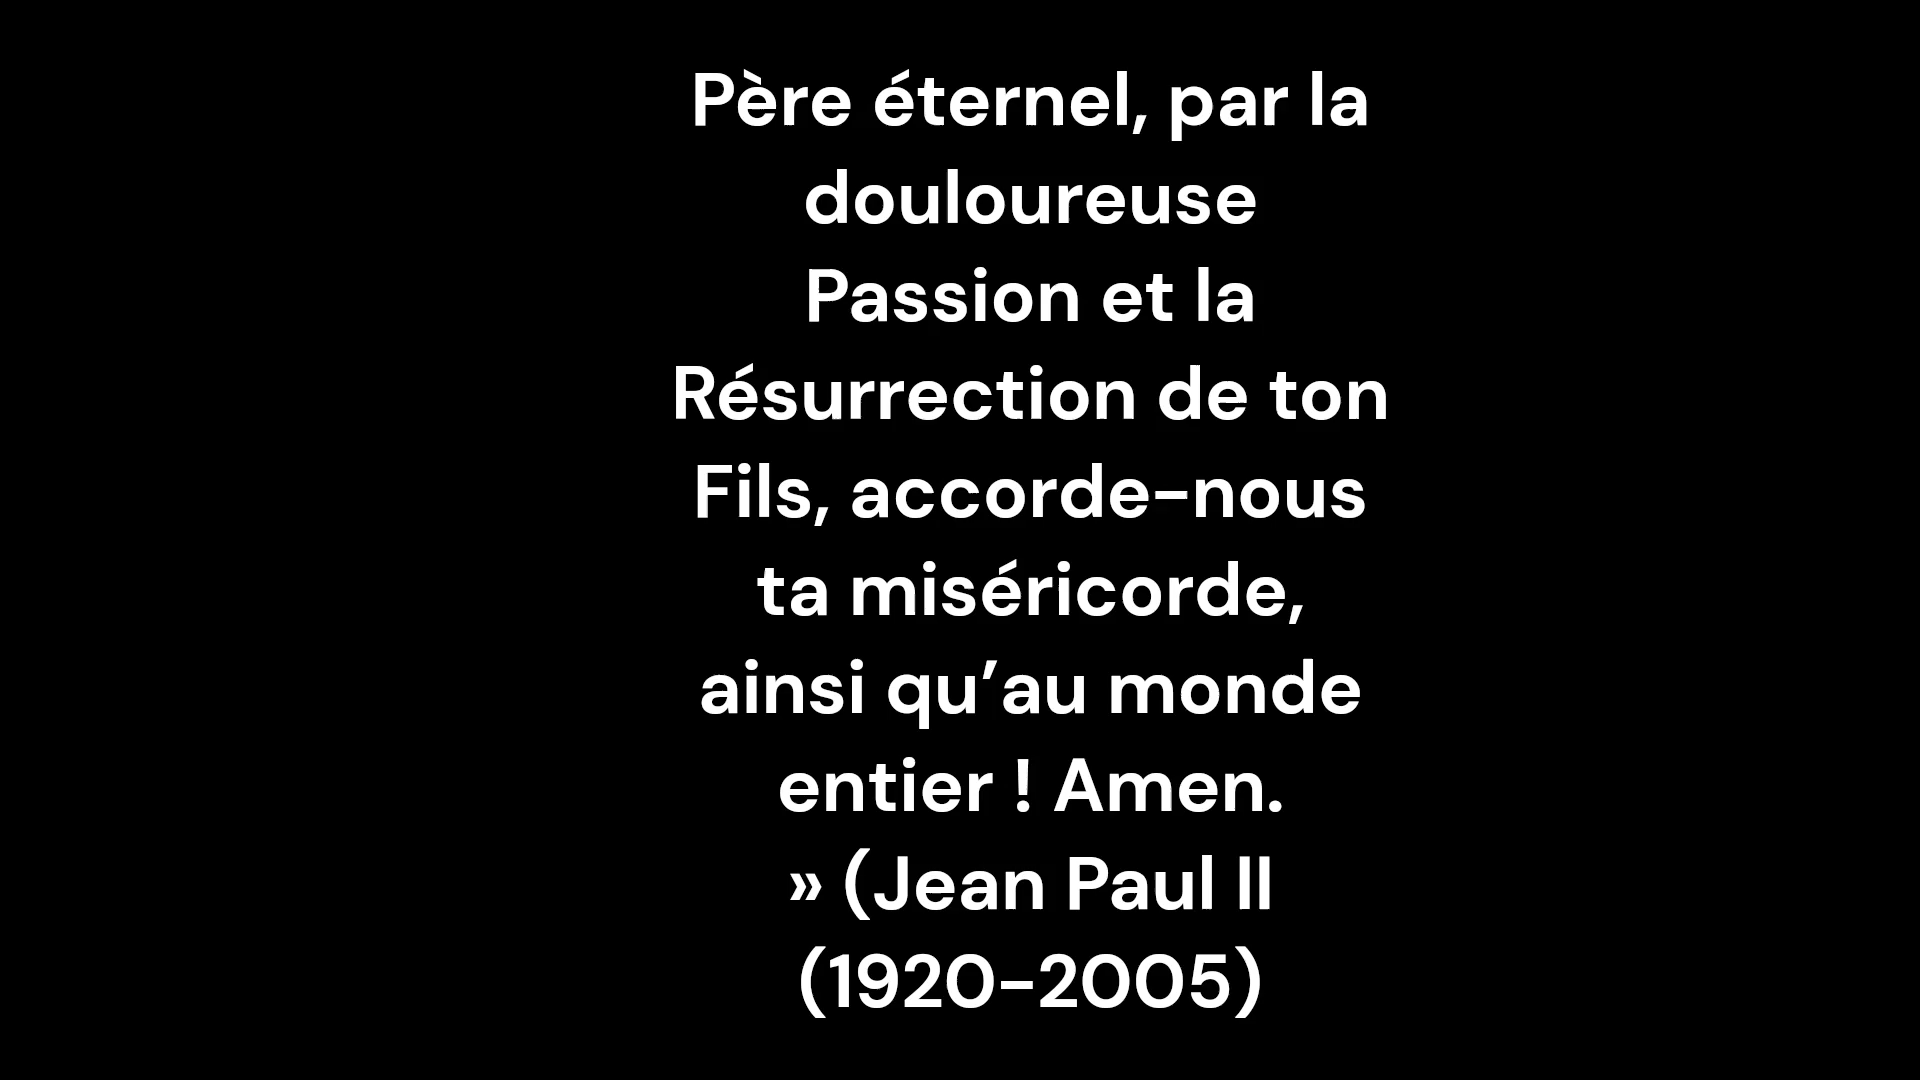 Père éternel, par la
douloureuse
Passion et la
Résurrection de ton
Fils, accorde-nous
ta miséricorde,
ainsi qu’au monde
entier ! Amen.
» (Jean Paul II
(1920-2005)